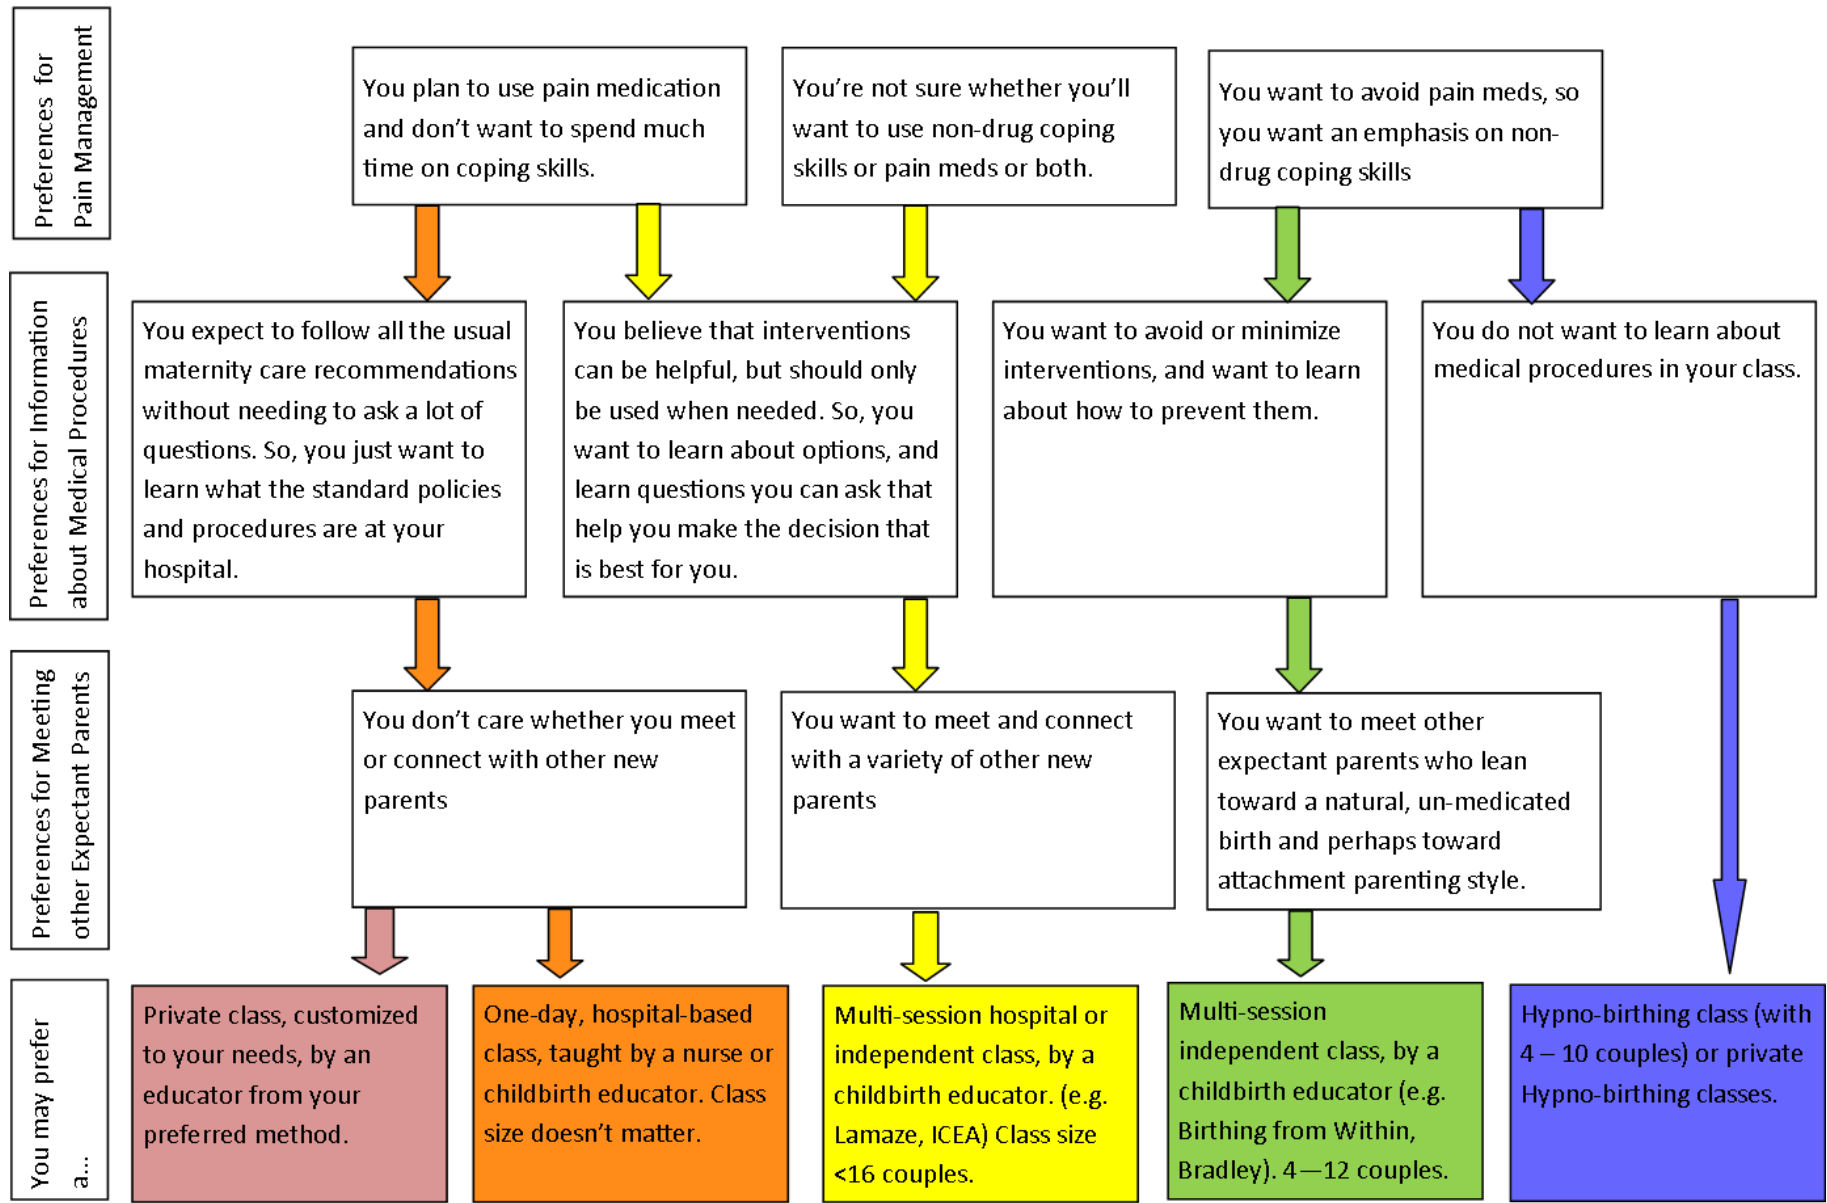 Preferences for
Pain Management
You plan to use pain medication
and don’t want to spend much
time on coping skills.
You’re not sure whether you’ll
want to use non-drug coping
skills or pain meds or both.
You want to avoid pain meds, so
you want an emphasis on non-
drug coping skills
Preferences for Information
about Medical Procedures
You expect to follow all the usual
maternity care recommendations
without needing to ask a lot of
questions. So, you just want to
learn what the standard policies
and procedures are at your
hospital.
You believe that interventions
can be helpful, but should only
be used when needed. So, you
want to learn about options, and
learn questions you can ask that
help you make the decision that
is best for you.
You want to avoid or minimize
interventions, and want to learn
about how to prevent them.
You do not want to learn about
medical procedures in your class.
Preferences for Meeting
other Expectant Parents
You don’t care whether you meet
or connect with other new
parents
You want to meet and connect
with a variety of other new
parents
You want to meet other
expectant parents who lean
toward a natural, un-medicated
birth and perhaps toward
attachment parenting style.
You may prefer
a...
Private class, customized
to your needs, by an
educator from your
preferred method.
One-day, hospital-based
class, taught by a nurse or
childbirth educator. Class
size doesn’t matter.
Multi-session hospital or
independent class, by a
childbirth educator. (e.g.
Lamaze, ICEA) Class size
<16 couples.
Multi-session
independent class, by a
childbirth educator (e.g.
Birthing from Within,
Bradley). 4—12 couples.
Hypno-birthing class (with
4 – 10 couples) or private
Hypno-birthing classes.